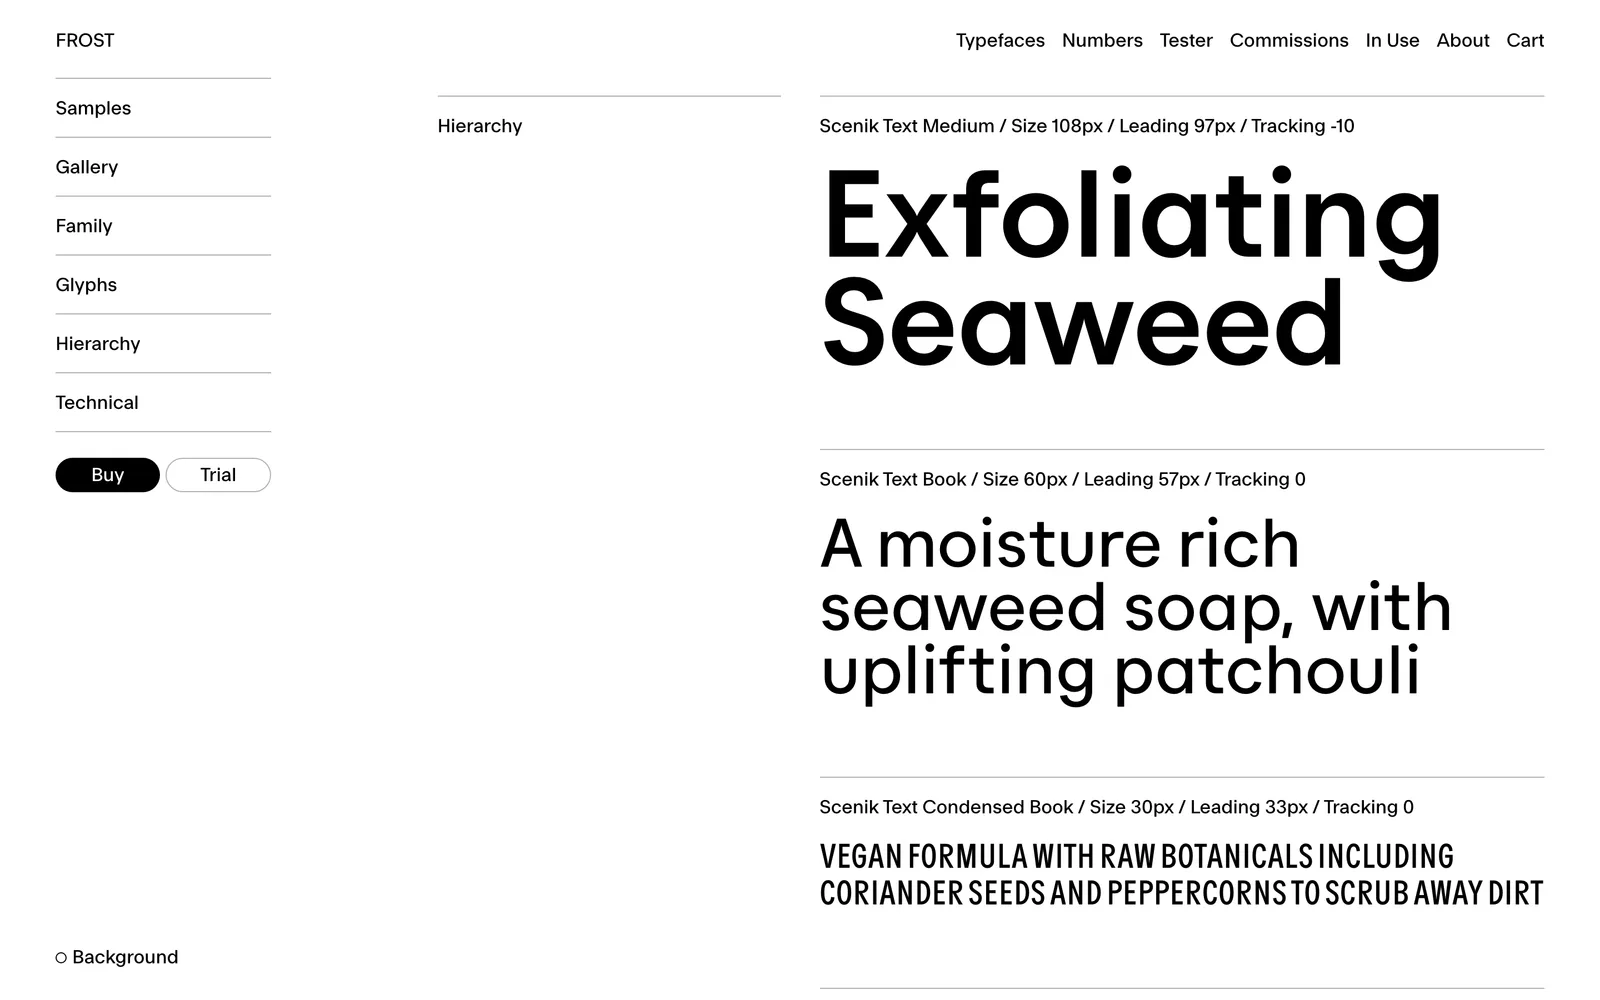 FROST
Typefaces Numbers Tester Commissions In Use About Cart
Samples
Gallery
Family
Glyphs
Hierarchy
Technical
Buy Trial
Background
Hierarchy
Scenik Text Medium / Size 108px / Leading 97px / Tracking -10
Exfoliating
Seaweed
Scenik Text Book / Size 60px / Leading 57px / Tracking 0
A moisture rich
seaweed soap, with
uplifting patchouli
Scenik Text Condensed Book / Size 30px / Leading 33px / Tracking 0
VEGAN FORMULA WITH RAW BOTANICALS INCLUDING
CORIANDER SEEDS AND PEPPERCORNS TO SCRUB AWAY DIRT